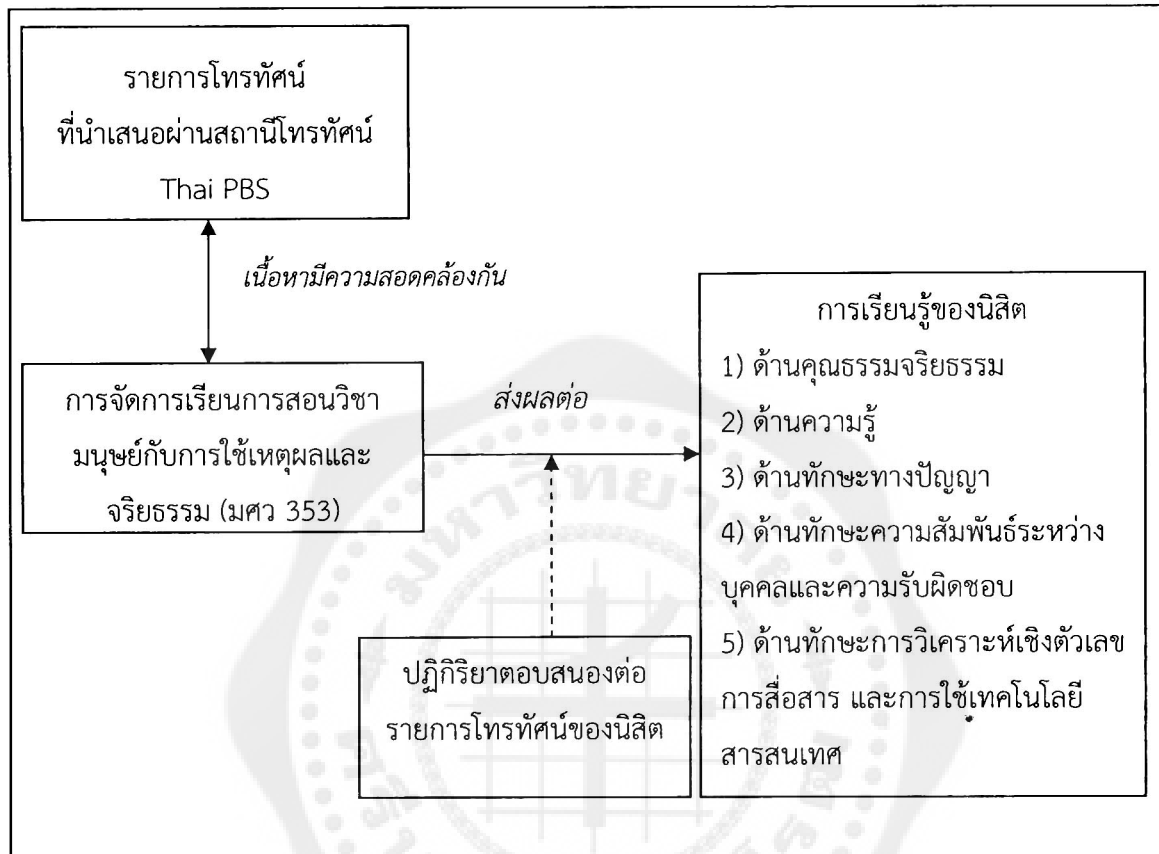 รายการโทรทัศน์
ที่นำเสนอผ่านสถานีโทรทัศน์
Thai PBS
เนื้อหามีความสอดคล้องกัน
การจัดการเรียนการสอนวิชา
มนุษย์กับการใช้เหตุผลและ
จริยธรรม (มศว 353)
ส่งผลต่อ
ปฏิกิริยาตอบสนองต่อ
รายการโทรทัศน์ของนิสิต
การเรียนรู้ของนิสิต
1) ด้านคุณธรรมจริยธรรม
2) ด้านความรู้
3) ด้านทักษะทางปัญญา
4) ด้านทักษะความสัมพันธ์ระหว่าง
บุคคลและความรับผิดชอบ
5) ด้านทักษะการวิเคราะห์เชิงตัวเลข
การสื่อสาร และการใช้เทคโนโลยี
สารสนเทศ